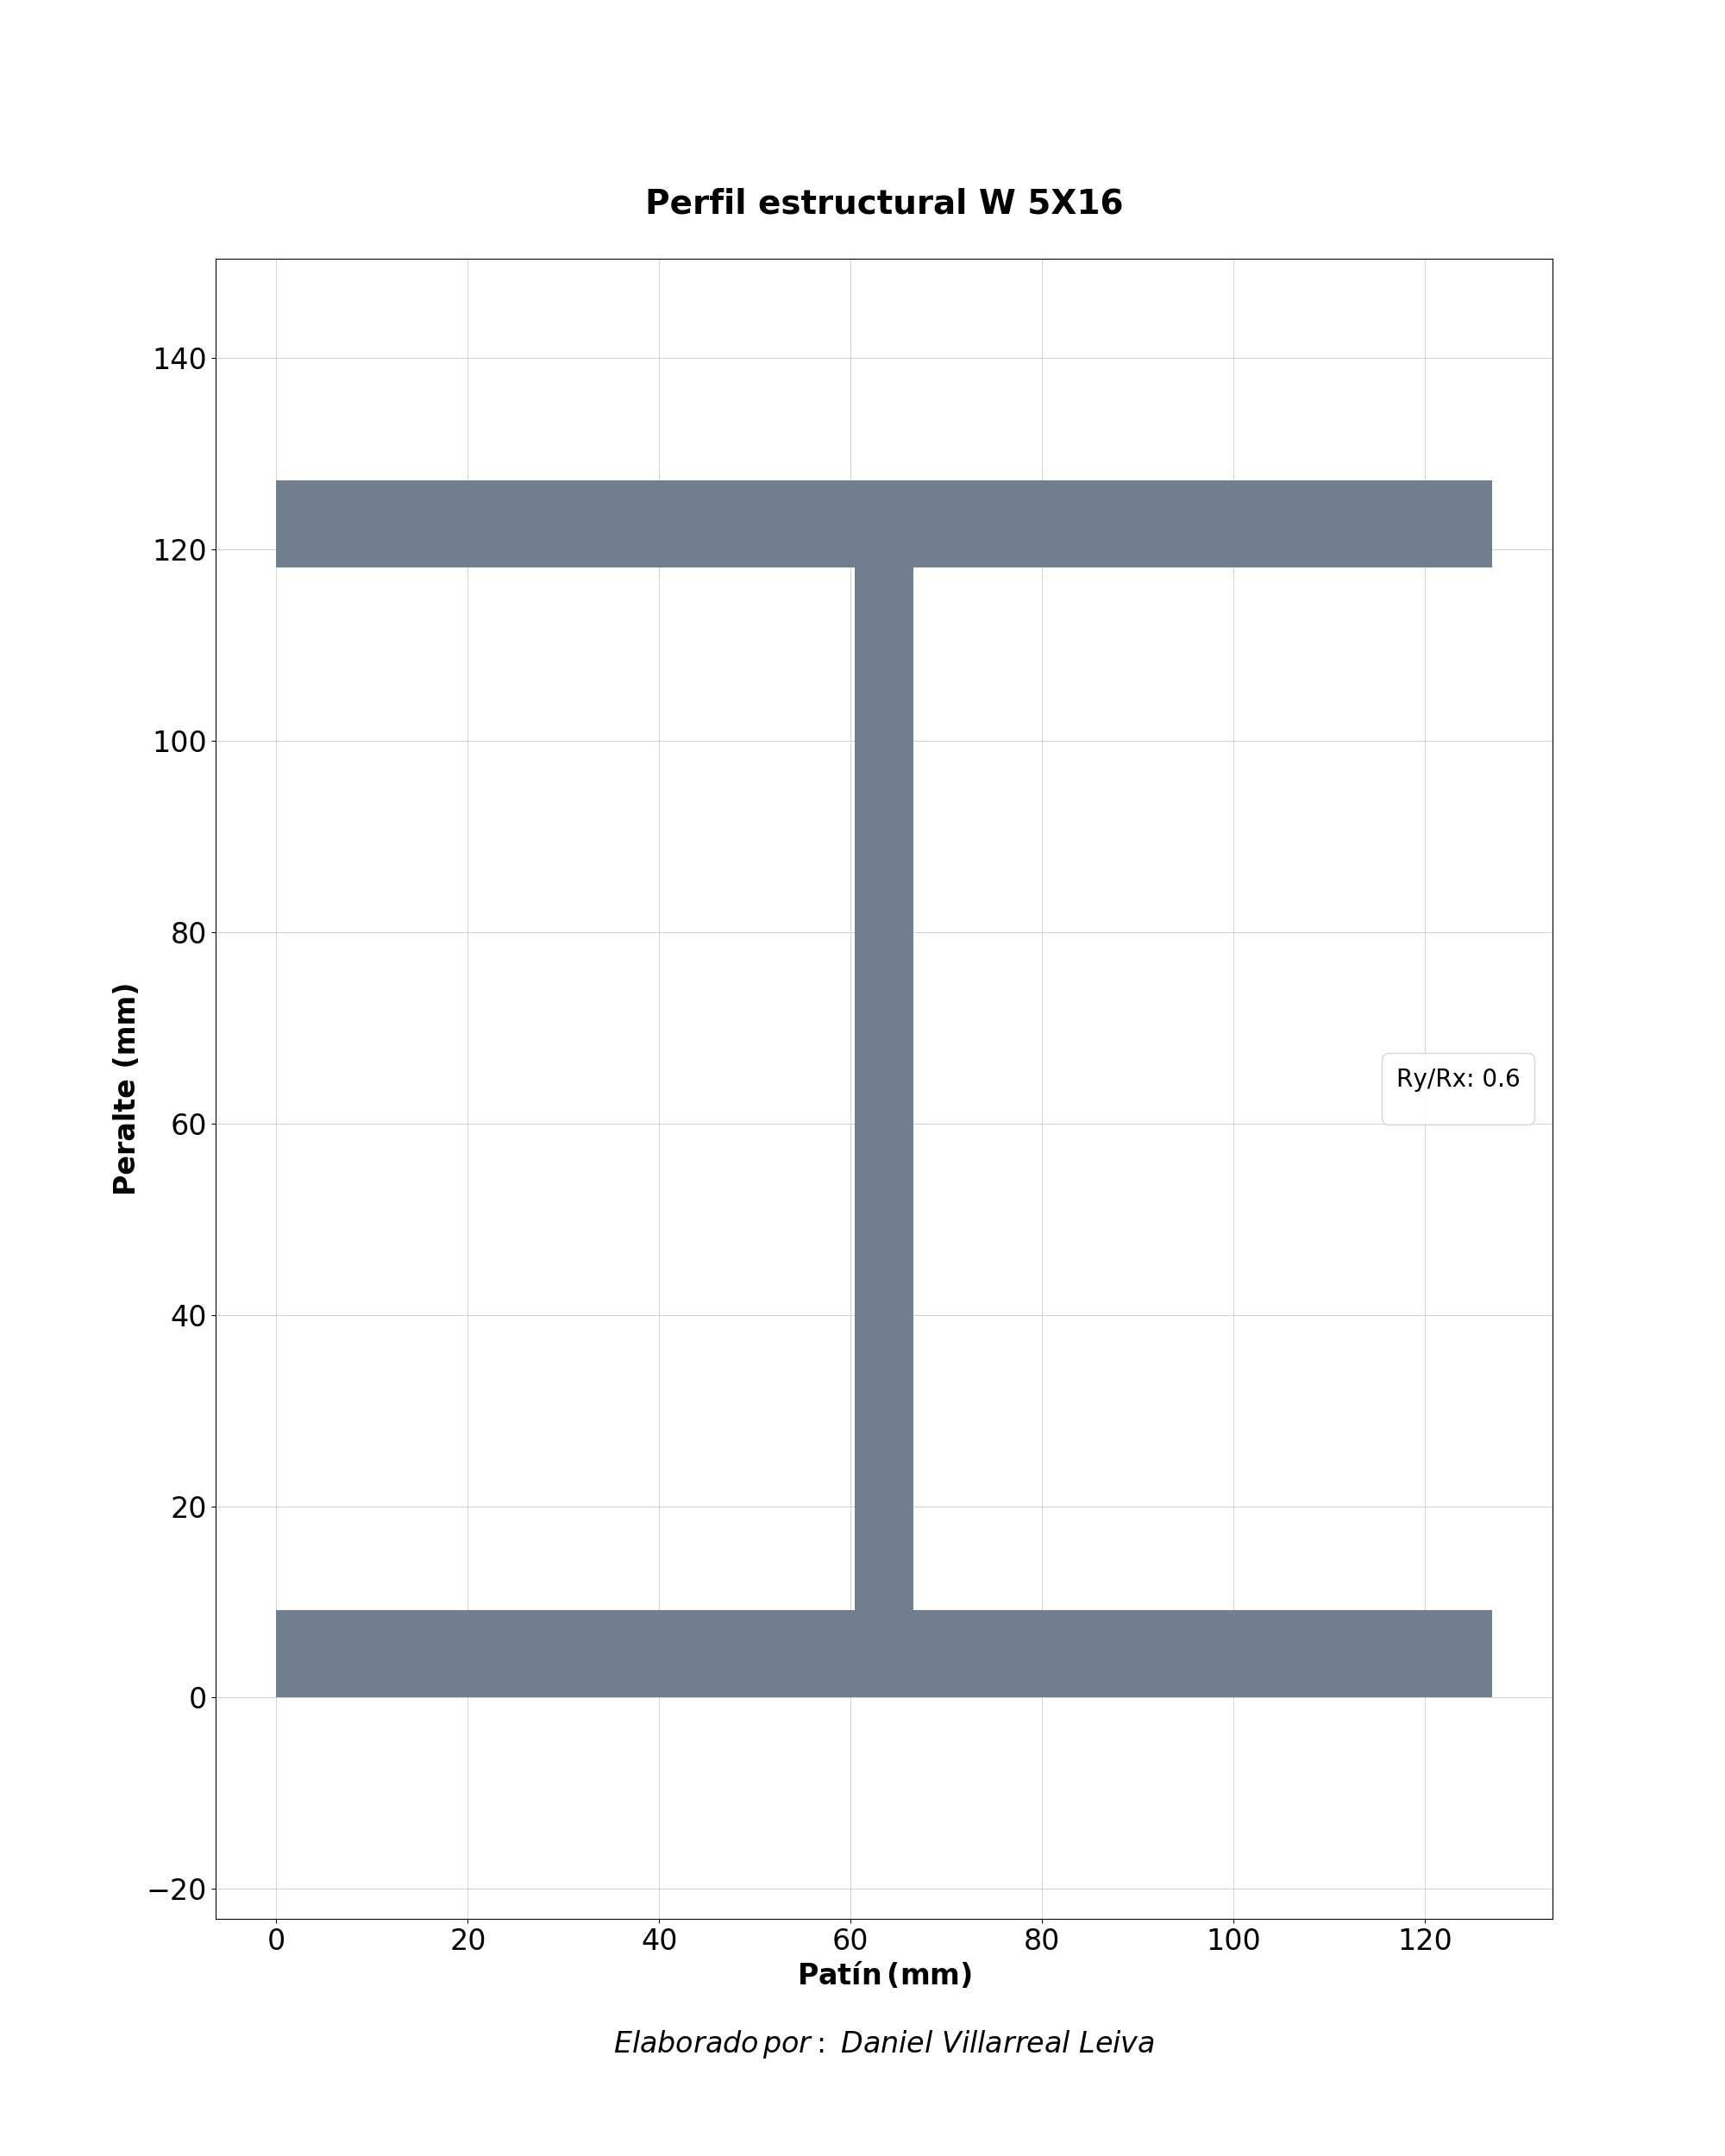 Perfil estructural W 5X16
140
120
100
80
60
40
20
0
−20
Peralte (mm)
Ry/Rx: 0.6
0 20 40 60 80 100 120
Patín (mm)
Elaborado por: Daniel Villarreal Leiva